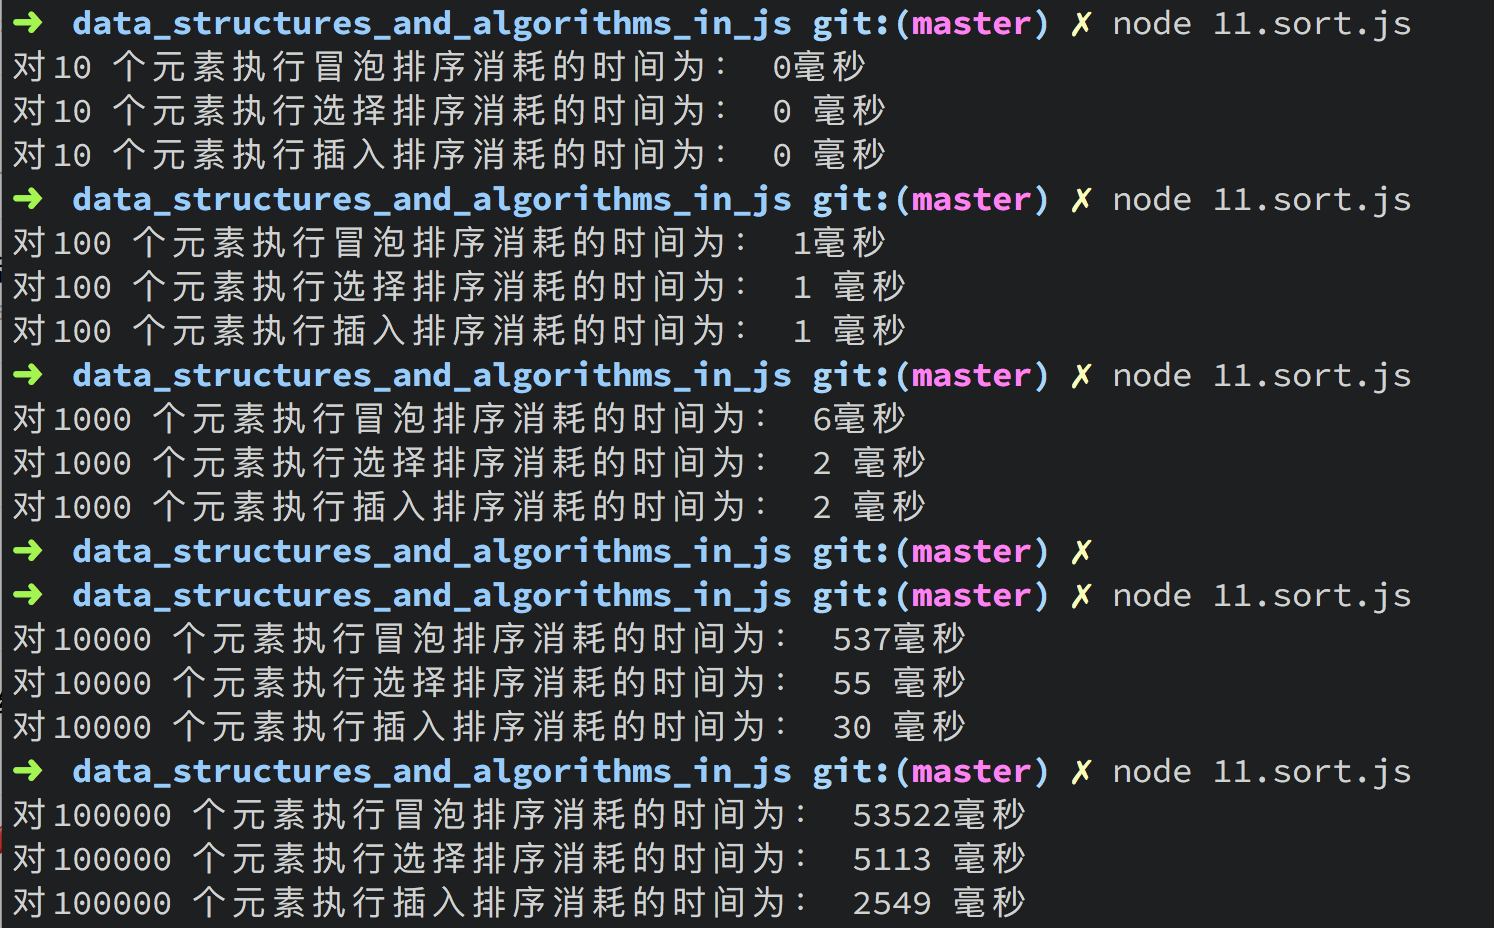 ➜ data_structures_and_algorithms_in_js git:(master) ✗ node 11.sort.js
对10 个元素执行冒泡排序消耗的时间为： 0毫秒
对10 个元素执行选择排序消耗的时间为： 0 毫秒
对10 个元素执行插入排序消耗的时间为： 0 毫秒
➜ data_structures_and_algorithms_in_js git:(master) ✗ node 11.sort.js
对100 个元素执行冒泡排序消耗的时间为： 1毫秒
对100 个元素执行选择排序消耗的时间为： 1 毫秒
对100 个元素执行插入排序消耗的时间为： 1 毫秒
➜ data_structures_and_algorithms_in_js git:(master) ✗ node 11.sort.js
对1000 个元素执行冒泡排序消耗的时间为： 6毫秒
对1000 个元素执行选择排序消耗的时间为： 2 毫秒
对1000 个元素执行插入排序消耗的时间为： 2 毫秒
➜ data_structures_and_algorithms_in_js git:(master) ✗
➜ data_structures_and_algorithms_in_js git:(master) ✗ node 11.sort.js
对10000 个元素执行冒泡排序消耗的时间为： 537毫秒
对10000 个元素执行选择排序消耗的时间为： 55 毫秒
对10000 个元素执行插入排序消耗的时间为： 30 毫秒
➜ data_structures_and_algorithms_in_js git:(master) ✗ node 11.sort.js
对100000 个元素执行冒泡排序消耗的时间为： 53522毫秒
对100000 个元素执行选择排序消耗的时间为： 5113 毫秒
对100000 个元素执行插入排序消耗的时间为： 2549 毫秒